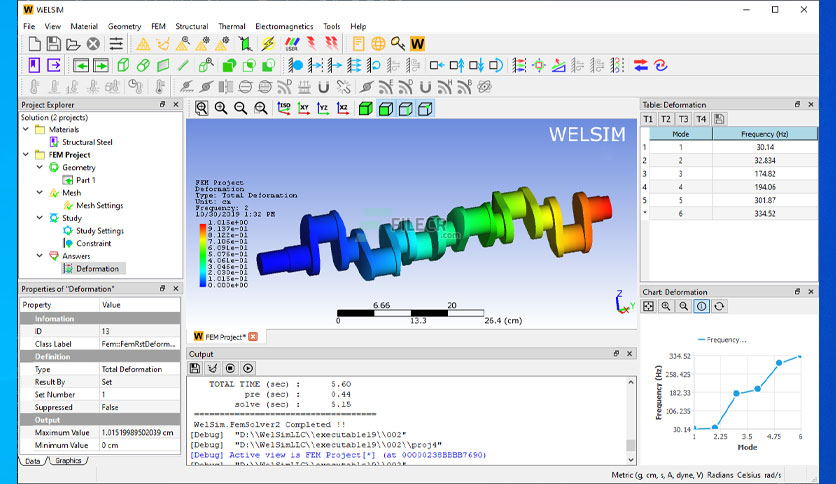 WELSIM
File View Material Geometry FEM Structural Thermal Electromagnetics Tools Help
Project Explorer
Solution (2 projects)
Materials
Structural Steel
FEM Project
Geometry
Part 1
Mesh
Mesh Settings
Study
Study Settings
Constraint
Answers
Deformation
Properties of "Deformation"
Property Value
Information
ID 13
Class Label Fem::FemRstDeform...
Definition
Type Total Deformation
Result By Set
Set Number 1
Suppressed False
Output
Maximum Value 1.01519989502039 cm
Minimum Value 0 cm
Data Graphics
ISO XY YZ XZ
WELSIM
FEM Project
Deformation
Type: Total Deformation
Unit: cx
Frequency: 2
10/30/2019 1:32 PM
1.015e+00
9.137e-01
8.122e-01
7.106e-01
6.091e-01
5.076e-01
4.061e-01
3.046e-01
2.030e-01
1.015e-01
0.000e+00
FILECR
.com
0 6.66 13.3 20 26.4 (cm)
Z
Y
X
FEM Project*
Output
TOTAL TIME (sec) : 5.60
pre (sec) : 0.44
solve (sec) : 5.15
====================================
WelSim.FemSolver2 Completed !!
[Debug] "D:\\WelSimLLC\\executable19\\002"
[Debug] "D:\\WelSimLLC\\executable19\\002\\proj4"
[Debug] Active view is FEM Project[*] (at 00000238BBBB7690)
Table: Deformation
T1 T2 T3 T4
Mode Frequency (Hz)
1 1 30.14
2 2 32.834
3 3 174.82
4 4 194.06
5 5 301.87
* 6 334.52
Chart: Deformation
Frequency...
334.52
258.425
182.33
106.235
30.14
Frequency (Hz)
1 2.25 3.5 4.75 6
Mode
Metric (g, cm, s, A, dyne, V) Radians Celsius rad/s